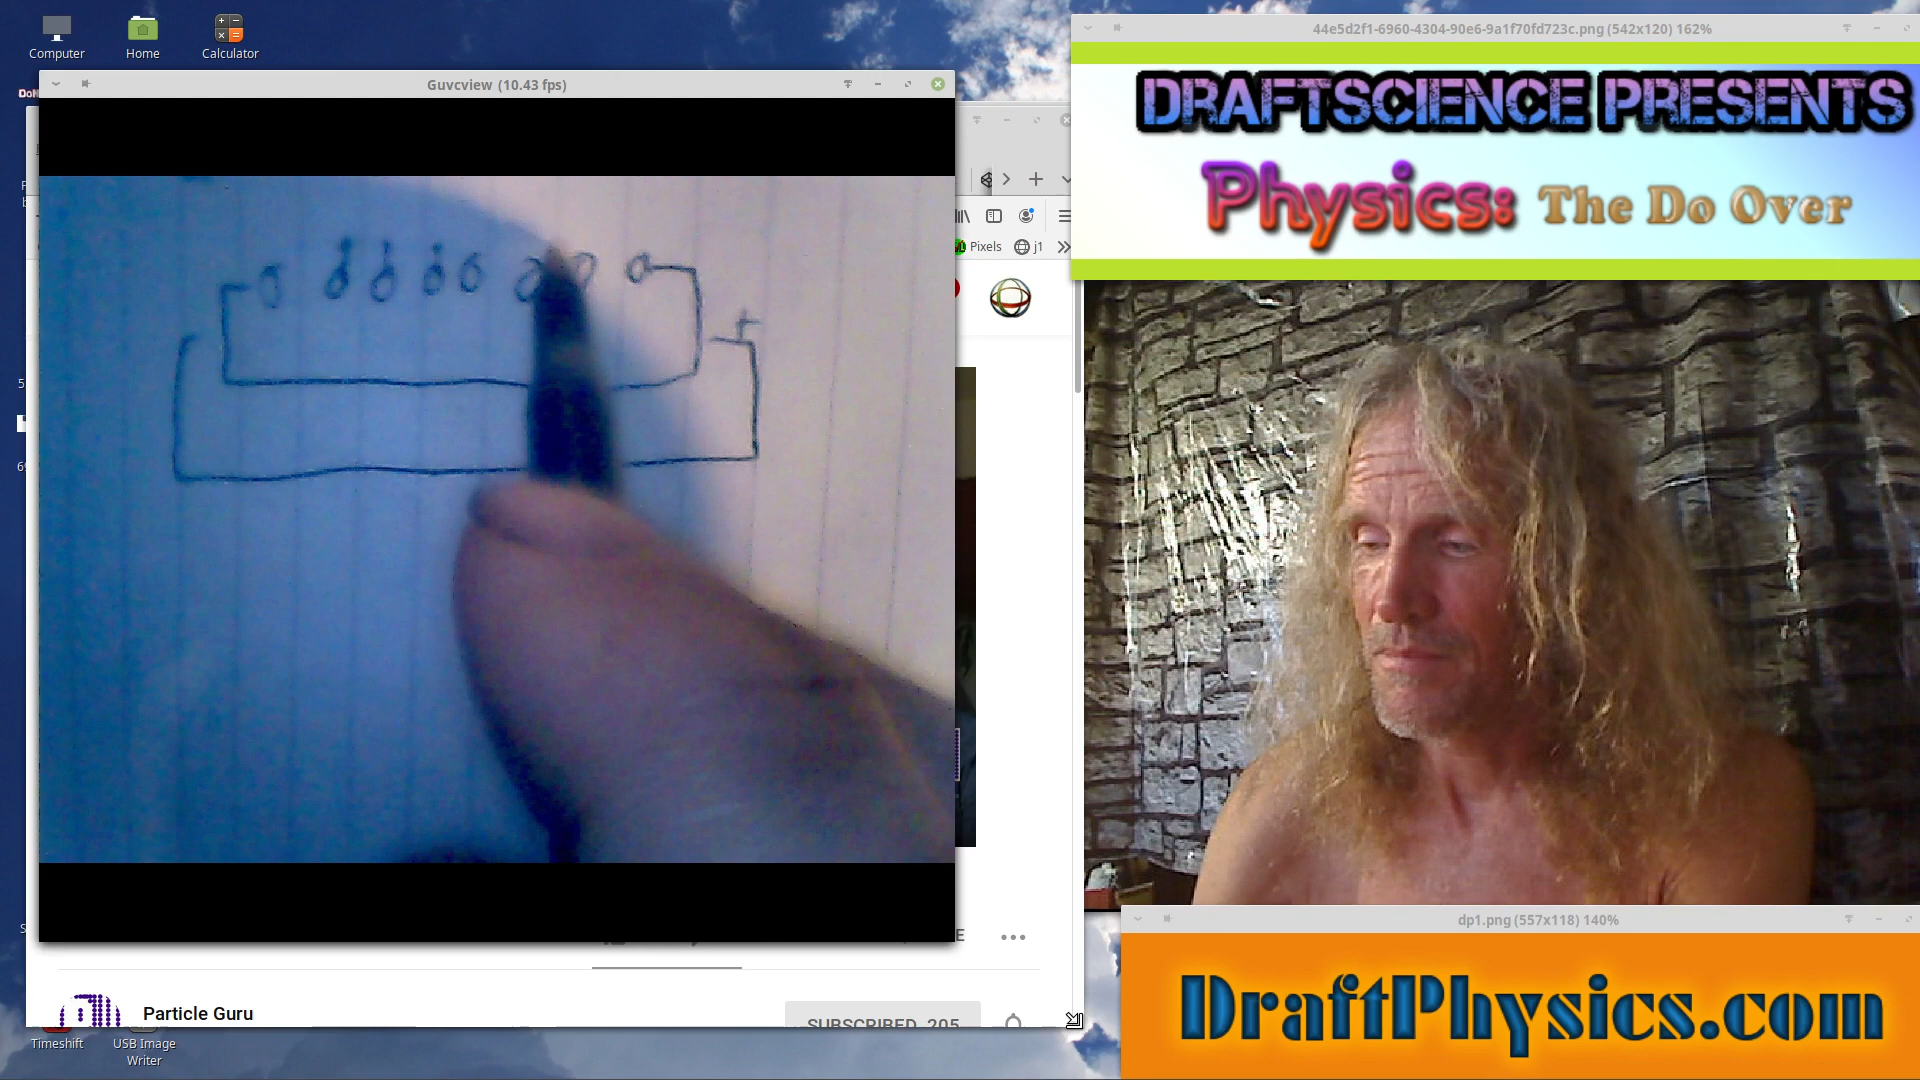 Computer
Home
Calculator
Guvcview (10.43 fps)
44e5d2f1-6960-4304-90e6-9a1f70fd723c.png (542x120) 162%
DRAFTSCIENCE PRESENTS
Physics: The Do Over
Pixels
j1
Particle Guru
SUBSCRIBED 205
Timeshift
USB Image
Writer
dp1.png (557x118) 140%
DraftPhysics.com